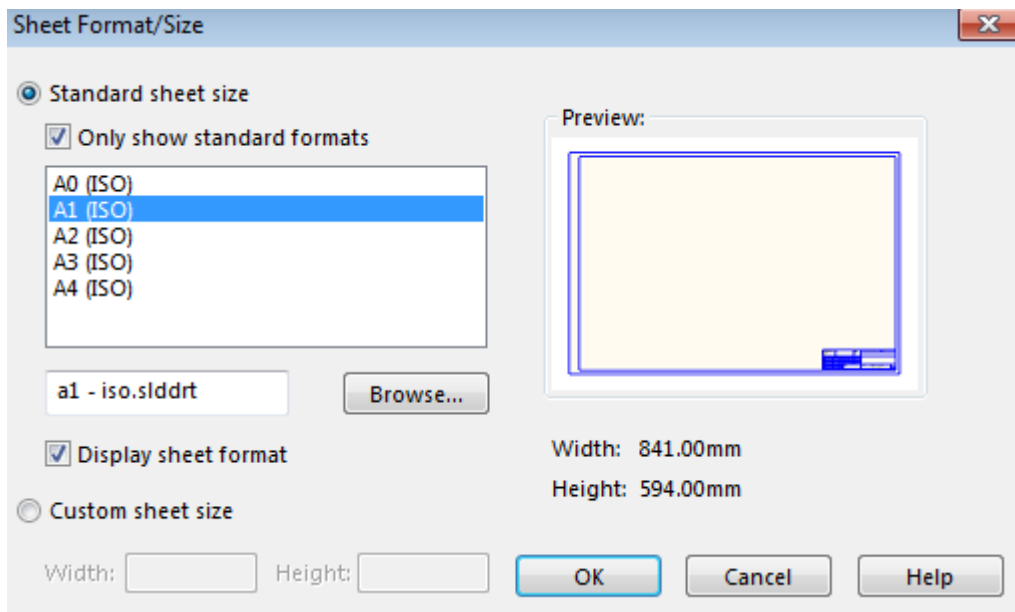 Sheet Format/Size
Standard sheet size
Only show standard formats
A0 (ISO)
A1 (ISO)
A2 (ISO)
A3 (ISO)
A4 (ISO)
a1 - iso.slddrt
Browse...
Display sheet format
Custom sheet size
Width:
Height:
Preview:
Width: 841.00mm
Height: 594.00mm
OK
Cancel
Help